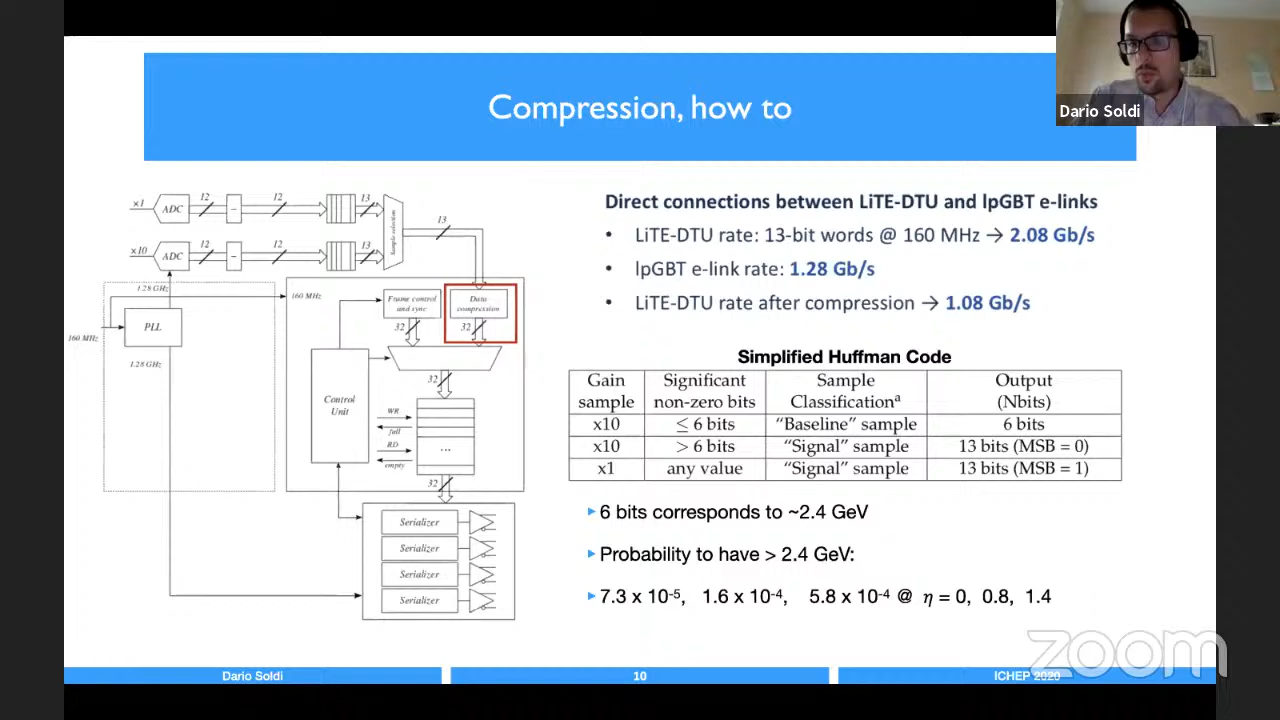 Dario Soldi
Compression, how to
×1
ADC
12
12
13
Sample selection
13
×10
ADC
12
12
13
1.28 GHz
160 MHz
PLL
160 MHz
1.28 GHz
Frame control
and sync
Data
compression
32
32
32
Control
Unit
WR
full
RD
empty
...
32
Serializer
Serializer
Serializer
Serializer
Direct connections between LiTE-DTU and lpGBT e-links
• LiTE-DTU rate: 13-bit words @ 160 MHz → 2.08 Gb/s
• lpGBT e-link rate: 1.28 Gb/s
• LiTE-DTU rate after compression → 1.08 Gb/s
Simplified Huffman Code
Gain Significant Sample Output
sample non-zero bits Classificationᵃ (Nbits)
x10 ≤ 6 bits “Baseline” sample 6 bits
x10 > 6 bits “Signal” sample 13 bits (MSB = 0)
x1 any value “Signal” sample 13 bits (MSB = 1)
‣ 6 bits corresponds to ~2.4 GeV
‣ Probability to have > 2.4 GeV:
‣ 7.3 x 10⁻⁵, 1.6 x 10⁻⁴, 5.8 x 10⁻⁴ @ η = 0, 0.8, 1.4
zoom
Dario Soldi 10 ICHEP 2020